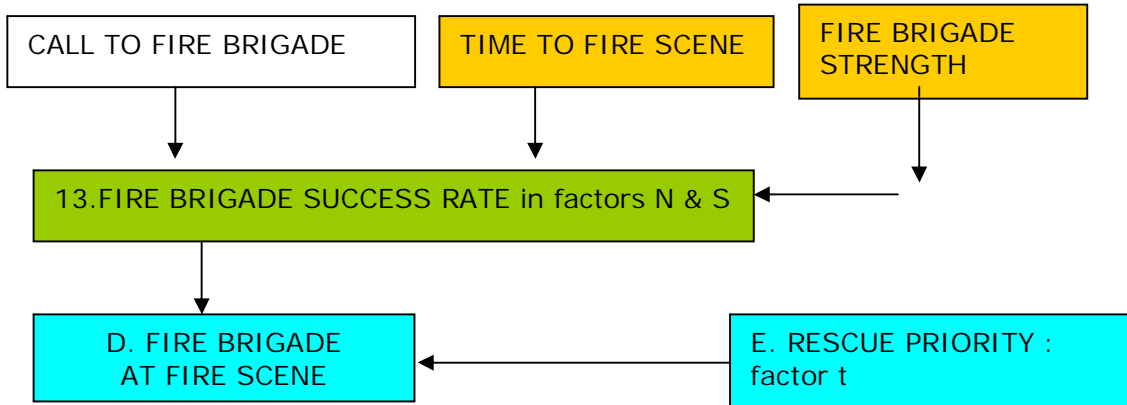 CALL TO FIRE BRIGADE
TIME TO FIRE SCENE
FIRE BRIGADE
STRENGTH
13.FIRE BRIGADE SUCCESS RATE in factors N & S
D. FIRE BRIGADE
AT FIRE SCENE
E. RESCUE PRIORITY :
factor t